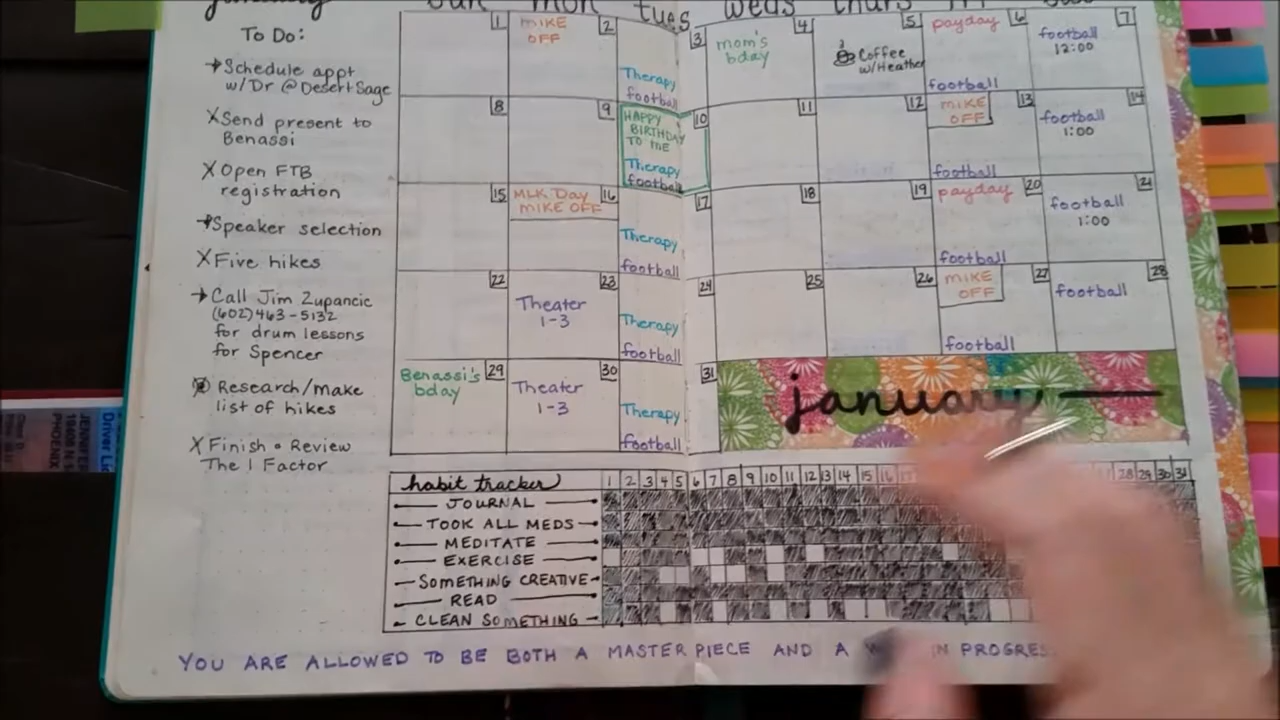 january
sun mon tues weds thurs
To Do:
→ Schedule appt
w/Dr @ Desert Sage
X Send present to
Benassi
X Open FTB
registration
→ Speaker selection
X Five hikes
→ Call Jim Zupancic
(602)463-5132
for drum lessons
for Spencer
Research/make
list of hikes
X Finish + Review
The 1 Factor
1
MIKE
OFF
2
Therapy
football
3
mom's
bday
4
Coffee
w/Heather
5
payday
football
6
football
12:00
7
8
9
HAPPY
BIRTHDAY
TO ME
Therapy
football
10
11
12
MIKE
OFF
football
13
football
1:00
14
15
MLK Day
MIKE OFF
16
Therapy
football
17
18
19
payday
football
20
football
1:00
21
22
Theater
1-3
23
Therapy
football
24
25
26
MIKE
OFF
football
27
football
28
Benassi's
bday
29
Theater
1-3
30
Therapy
football
31
january
habit tracker 1 2 3 4 5 6 7 8 9 10 11 12 13 14 15 16 28 29 30 31
JOURNAL
TOOK ALL MEDS
MEDITATE
EXERCISE
SOMETHING CREATIVE
READ
CLEAN SOMETHING
YOU ARE ALLOWED TO BE BOTH A MASTERPIECE AND A IN PROGRESS
JENNIFER
PHOENIX